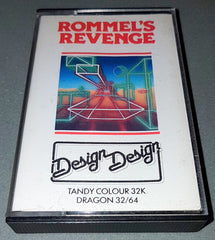 ROMMEL'S
REVENGE
Design Design
TANDY COLOUR 32K
DRAGON 32/64